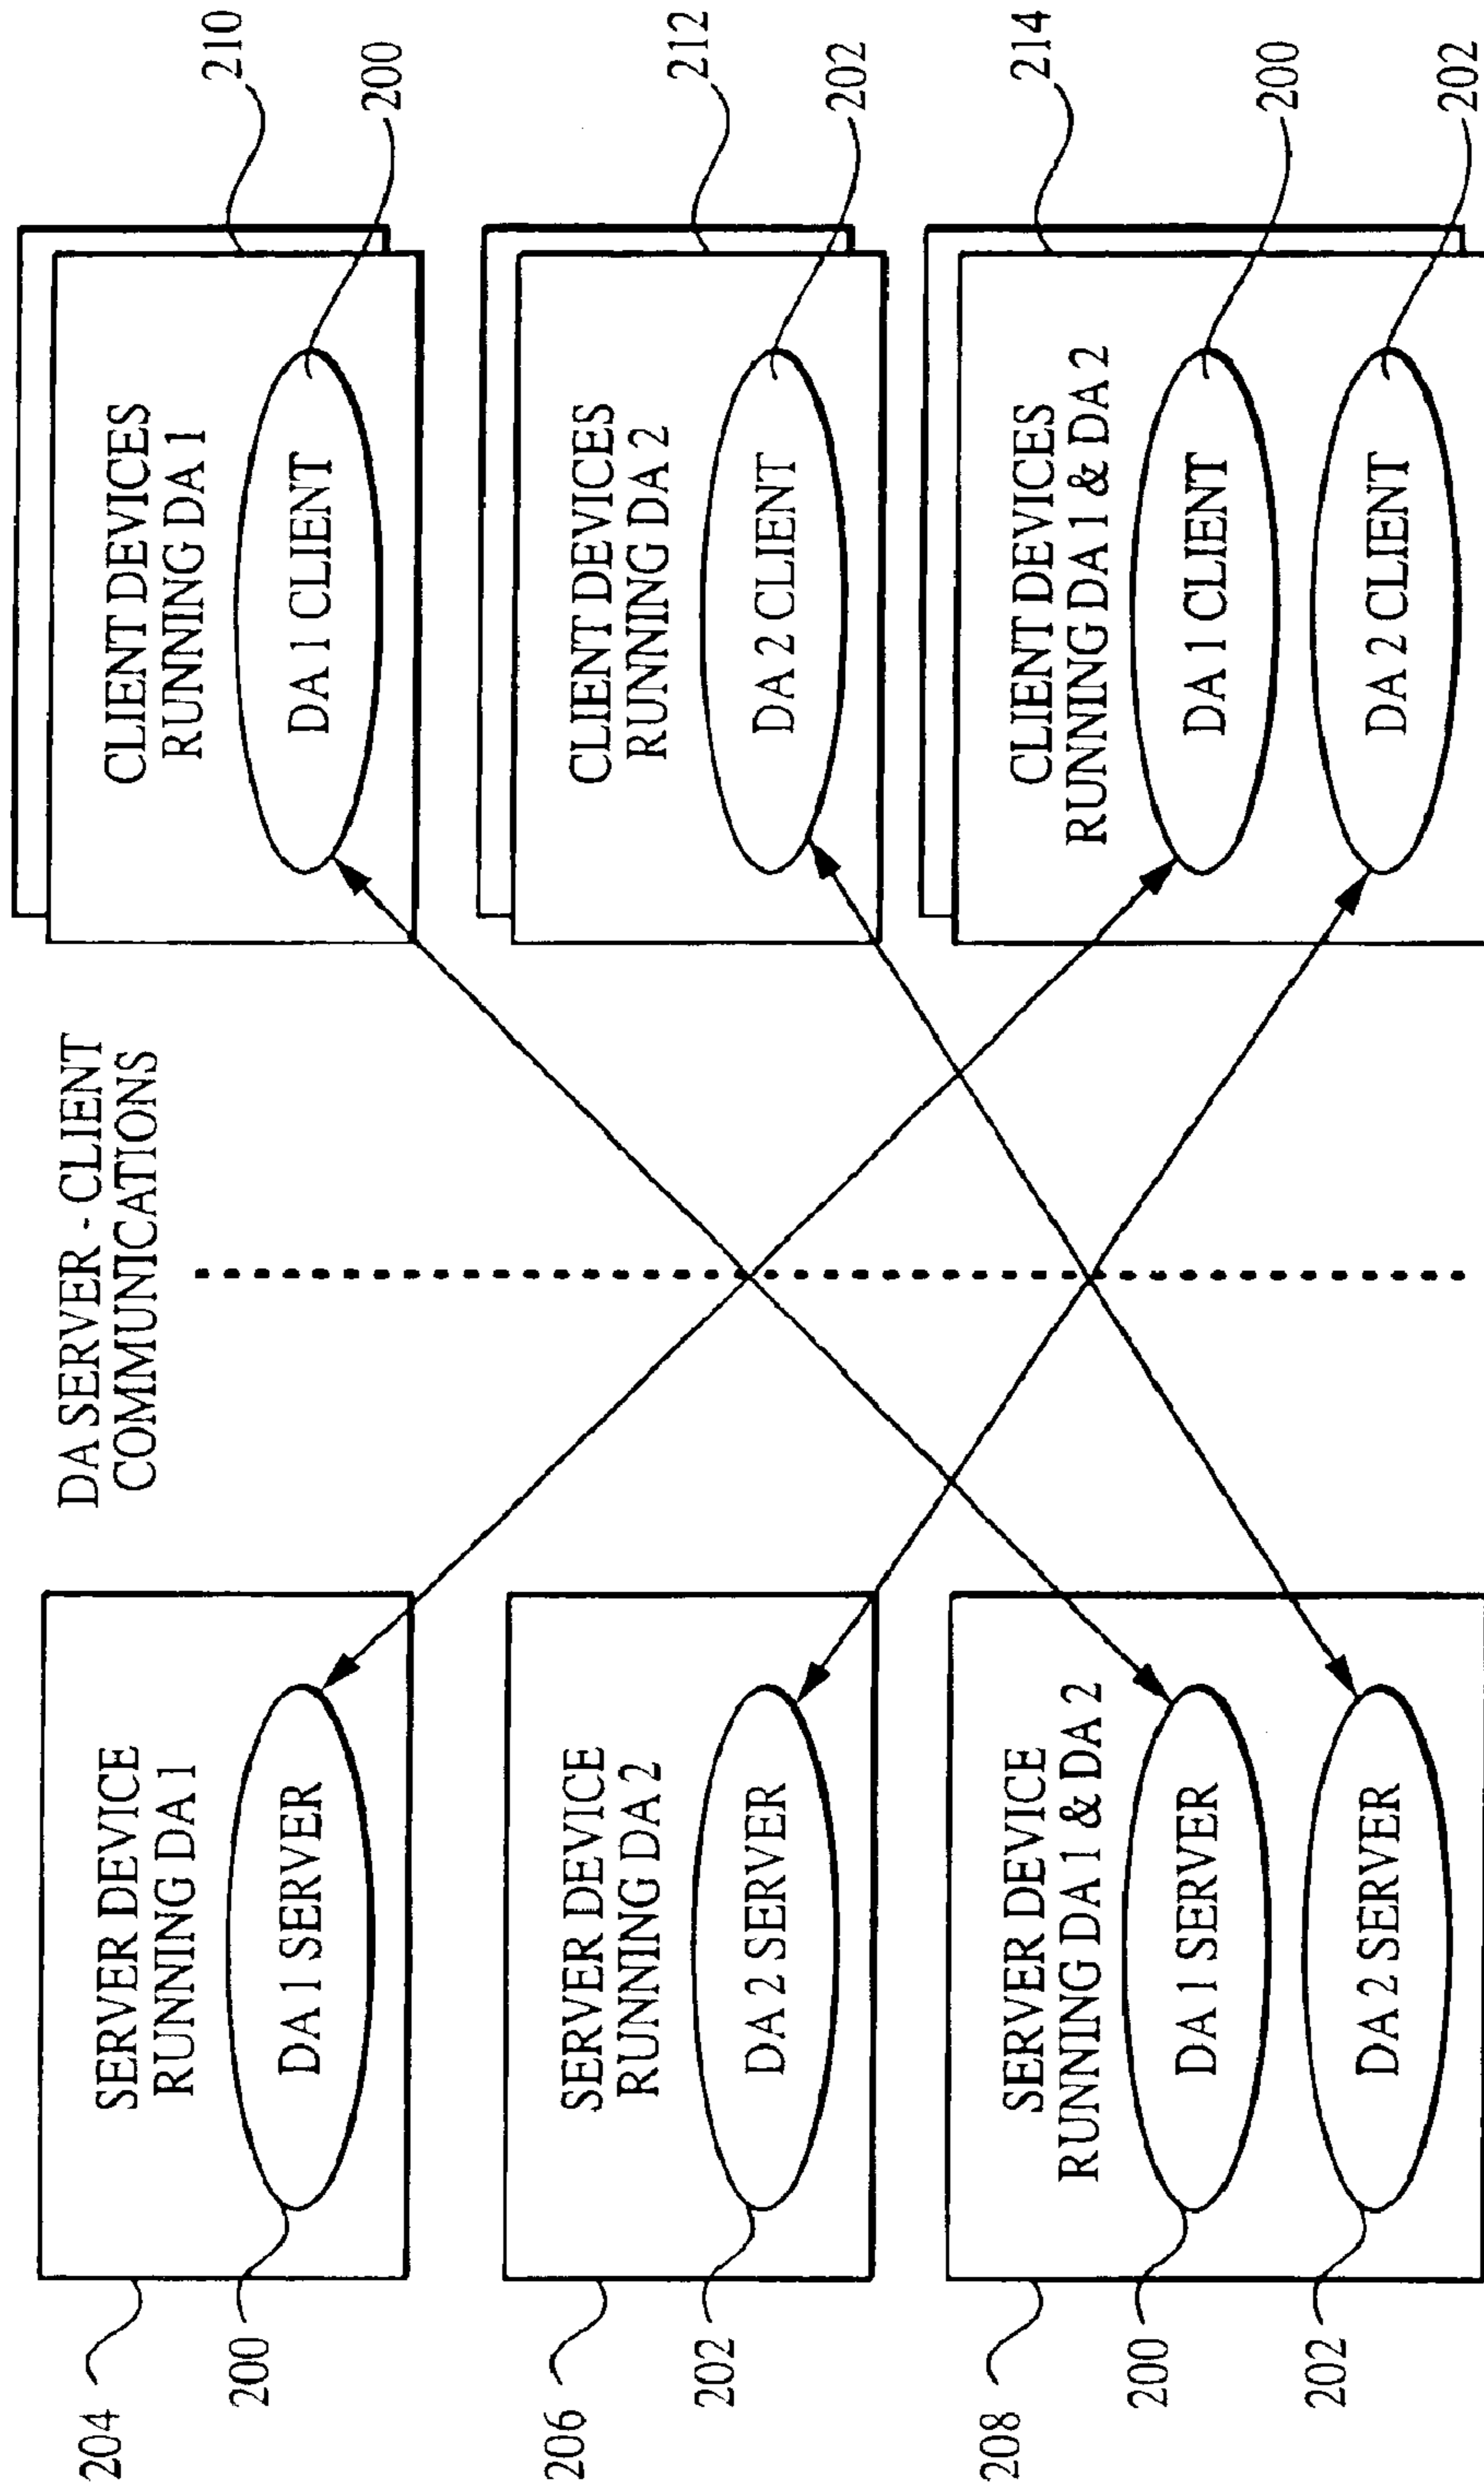 DA SERVER - CLIENT
COMMUNICATIONS
204
SERVER DEVICE
RUNNING DA 1
200
DA 1 SERVER
206
SERVER DEVICE
RUNNING DA 2
202
DA 2 SERVER
208
SERVER DEVICE
RUNNING DA 1 & DA 2
200
DA 1 SERVER
202
DA 2 SERVER
CLIENT DEVICES
RUNNING DA 1
210
DA 1 CLIENT
200
CLIENT DEVICES
RUNNING DA 2
212
DA 2 CLIENT
202
CLIENT DEVICES
RUNNING DA 1 & DA 2
214
DA 1 CLIENT
200
DA 2 CLIENT
202